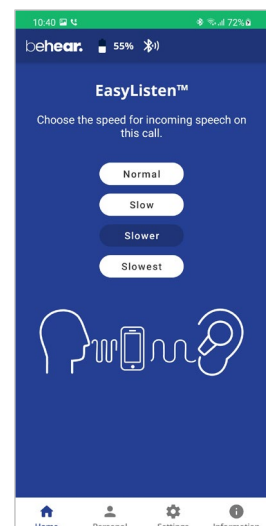 10:40 72%
behear. 55%
EasyListen™
Choose the speed for incoming speech on
this call.
Normal
Slow
Slower
Slowest
Home Personal Settings Information